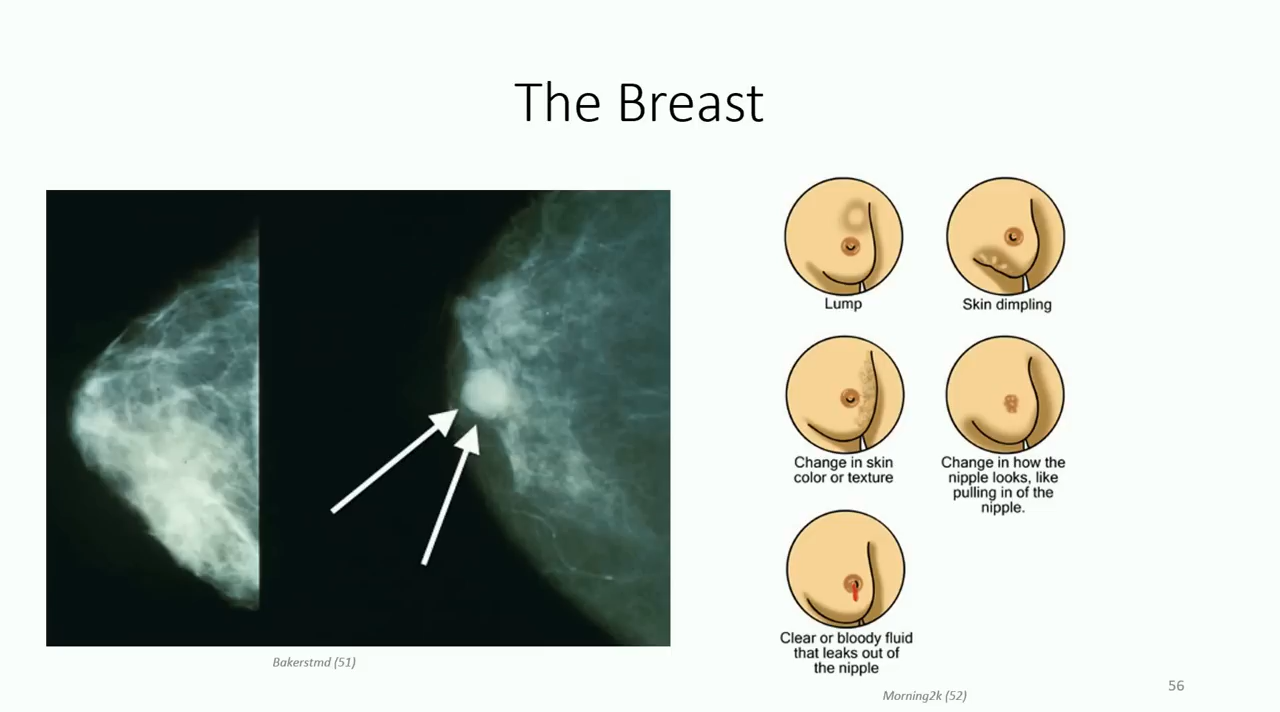 The Breast
Lump
Skin dimpling
Change in skin
color or texture
Change in how the
nipple looks, like
pulling in of the
nipple.
Clear or bloody fluid
that leaks out of
the nipple
Bakerstmd (51)
Morning2k (52)
56